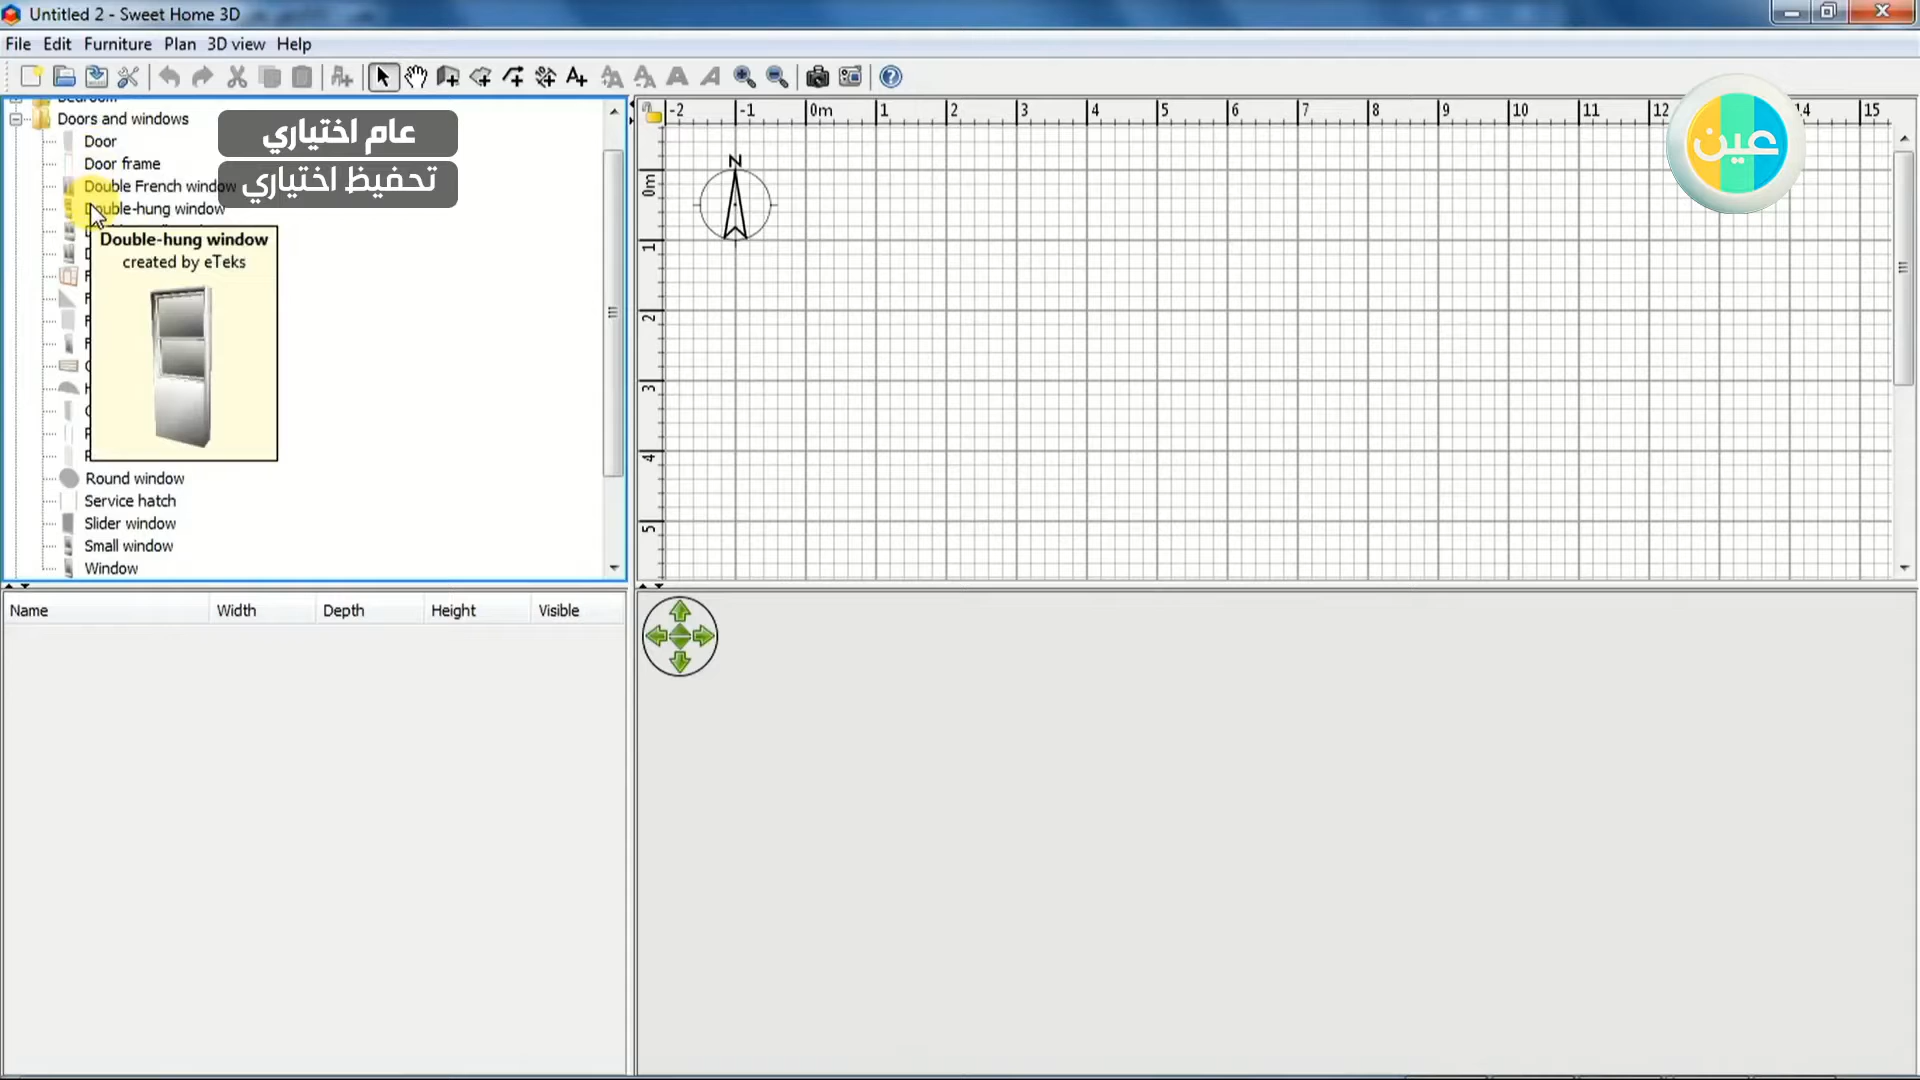 Untitled 2 - Sweet Home 3D
File Edit Furniture Plan 3D view Help
Doors and windows
عام اختياري
تحفيظ اختياري
Door
Door frame
Double French window
Double-hung window
Double-hung window
created by eTeks
Round window
Service hatch
Slider window
Small window
Window
-2 -1 0m 1 2 3 4 5 6 7 8 9 10 11 12 14 15
عين
N
0m
1
2
3
4
5
Name Width Depth Height Visible